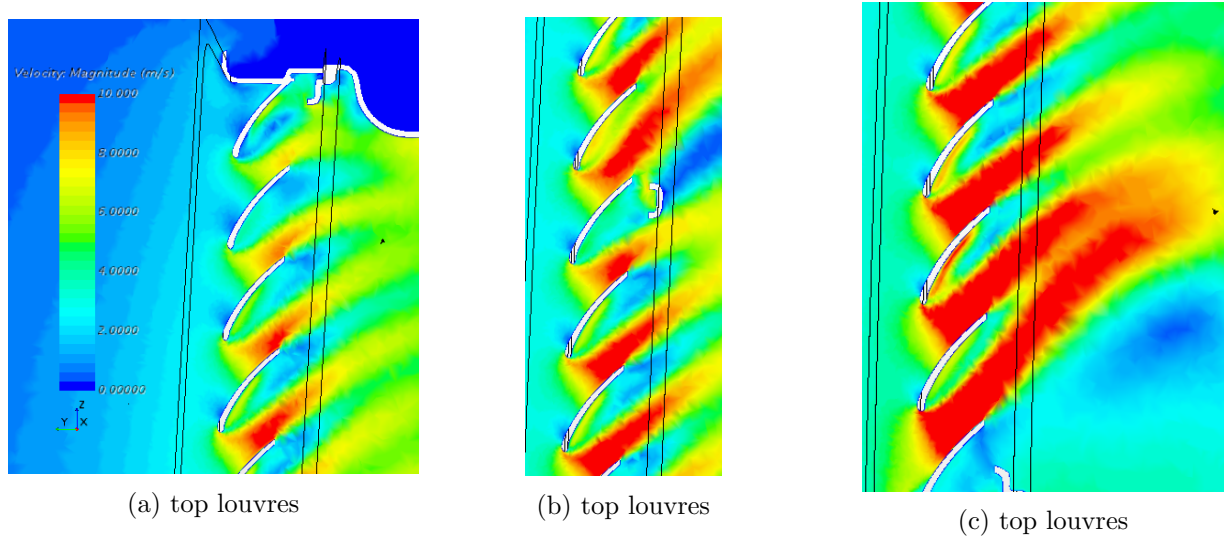 Velocity: Magnitude (m/s)
10.000
8.0000
6.0000
4.0000
2.0000
0.00000
Z
Y X
(a) top louvres
(b) top louvres
(c) top louvres